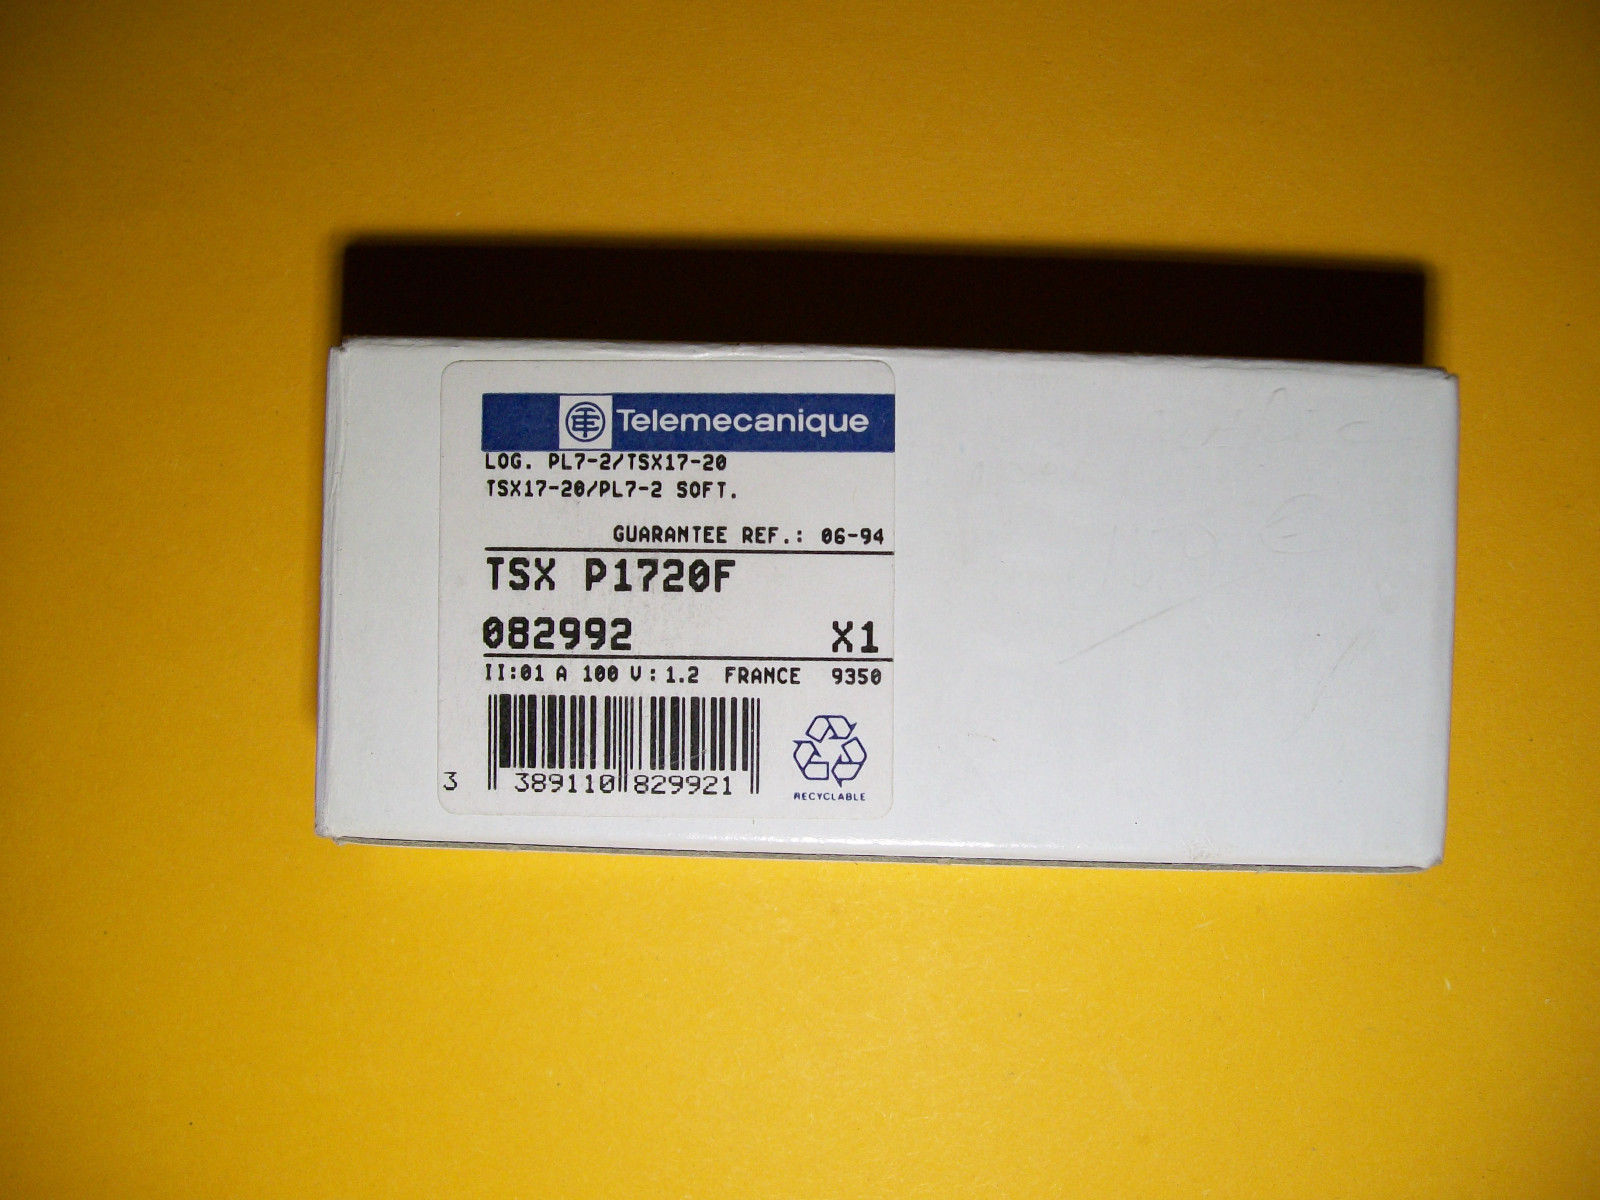 Telemecanique
LOG. PL7-2/TSX17-20
TSX17-20/PL7-2 SOFT.
GUARANTEE REF.: 06-94
TSX P1720F
082992 X1
II:01 A 100 V:1.2 FRANCE 9350
3 389110 829921
RECYCLABLE